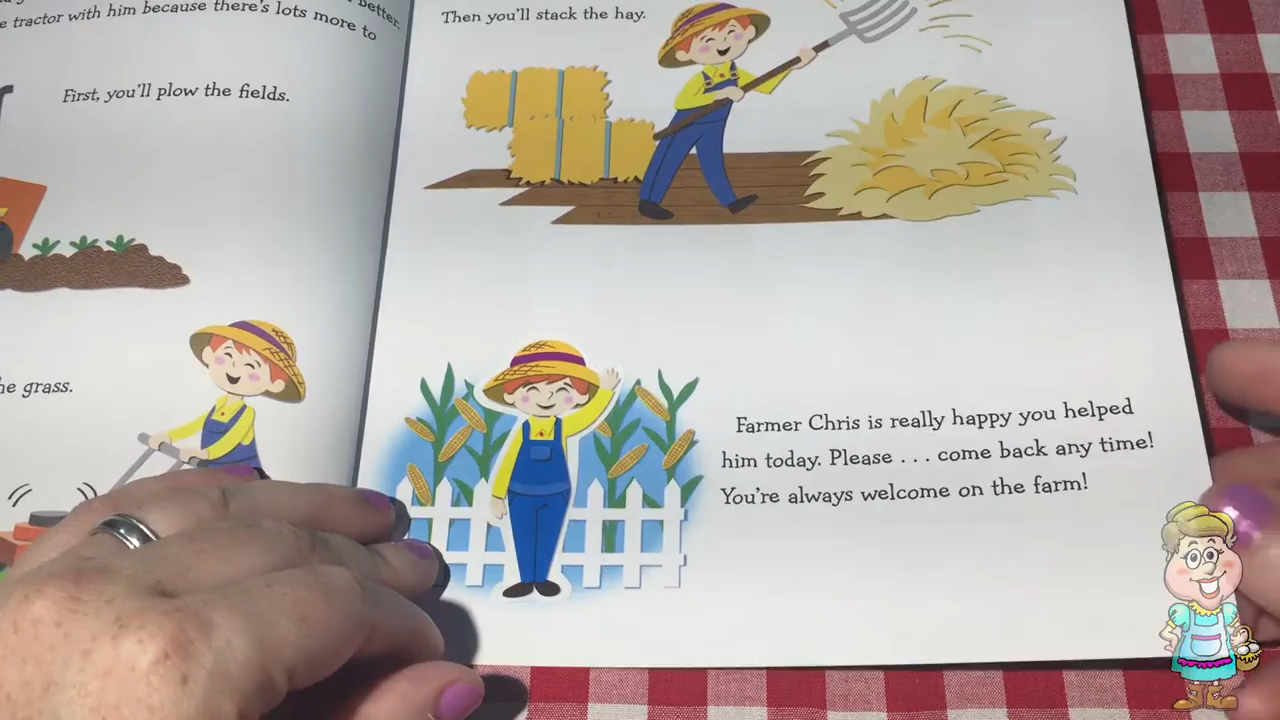 better.
tractor with him because there's lots more to
First, you'll plow the fields.
grass.
Then you'll stack the hay.
Farmer Chris is really happy you helped
him today. Please . . . come back any time!
You're always welcome on the farm!